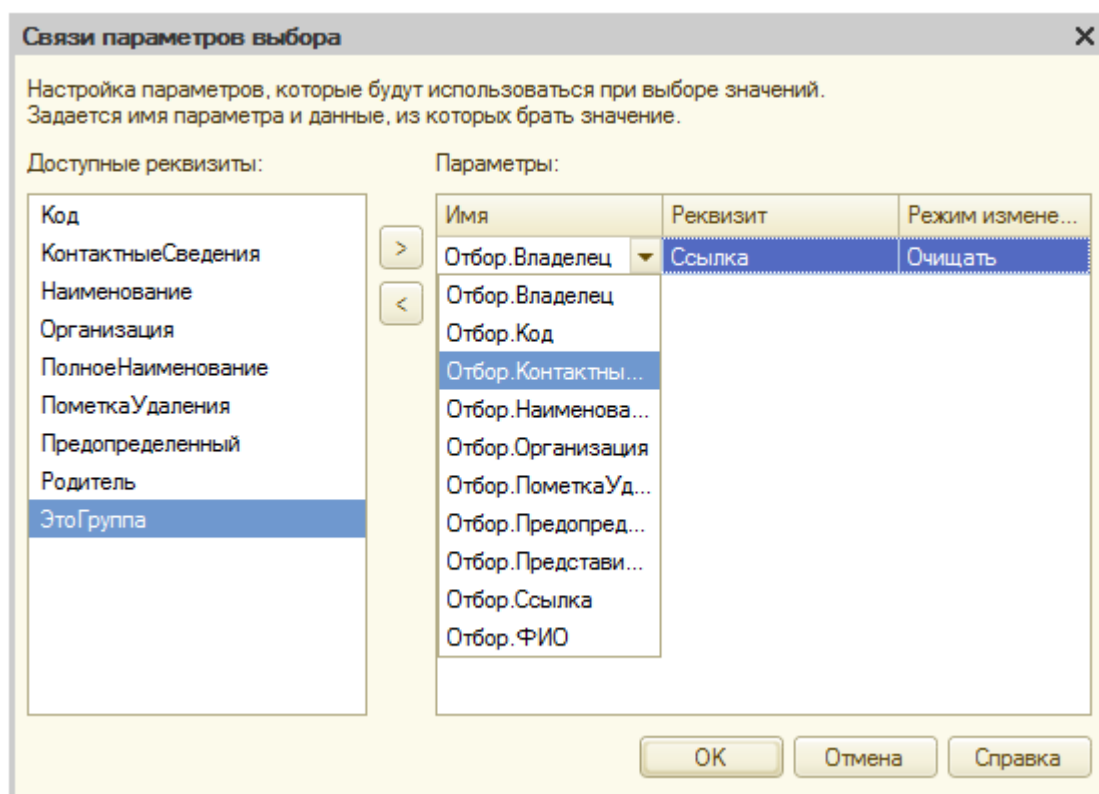 Связи параметров выбора
Настройка параметров, которые будут использоваться при выборе значений.
Задается имя параметра и данные, из которых брать значение.
Доступные реквизиты:
Параметры:
Код
КонтактныеСведения
Наименование
Организация
ПолноеНаименование
ПометкаУдаления
Предопределенный
Родитель
ЭтоГруппа
>
<
Имя Реквизит Режим измене...
Отбор.Владелец Ссылка Очищать
Отбор.Владелец
Отбор.Код
Отбор.Контактны...
Отбор.Наименова...
Отбор.Организация
Отбор.ПометкаУд...
Отбор.Предопред...
Отбор.Представи...
Отбор.Ссылка
Отбор.ФИО
OK Отмена Справка